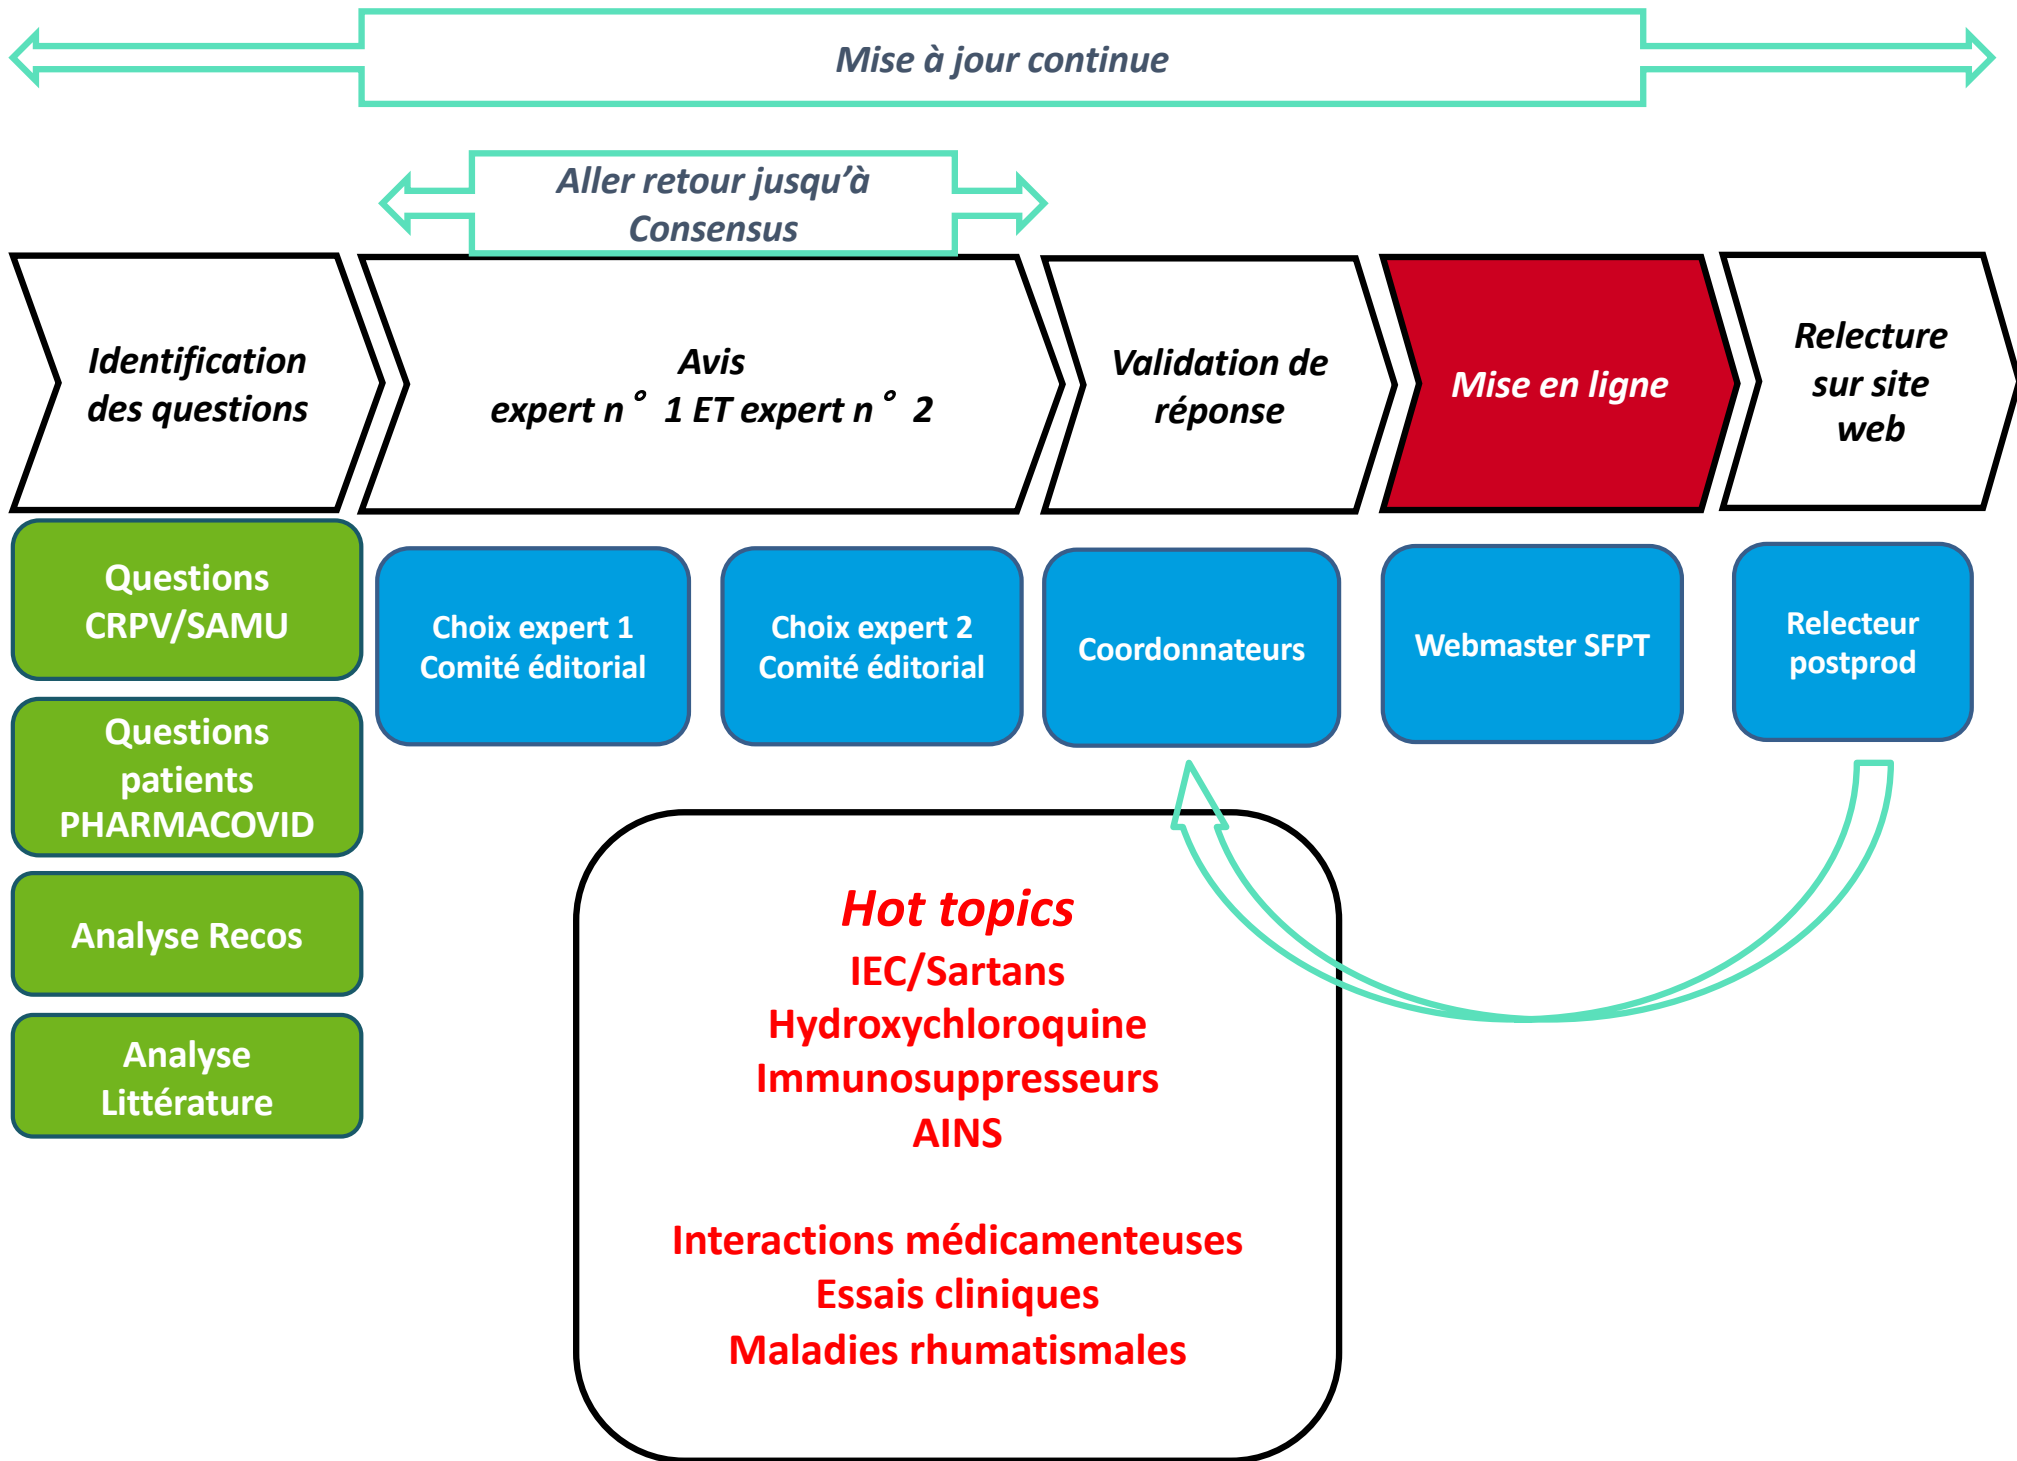 Mise à jour continue
Aller retour jusqu’à
Consensus
Identification
des questions
Avis
expert n° 1 ET expert n° 2
Validation de
réponse
Mise en ligne
Relecture
sur site
web
Questions
CRPV/SAMU
Questions
patients
PHARMACOVID
Analyse Recos
Analyse
Littérature
Choix expert 1
Comité éditorial
Choix expert 2
Comité éditorial
Coordonnateurs
Webmaster SFPT
Relecteur
postprod
Hot topics
IEC/Sartans
Hydroxychloroquine
Immunosuppresseurs
AINS
Interactions médicamenteuses
Essais cliniques
Maladies rhumatismales